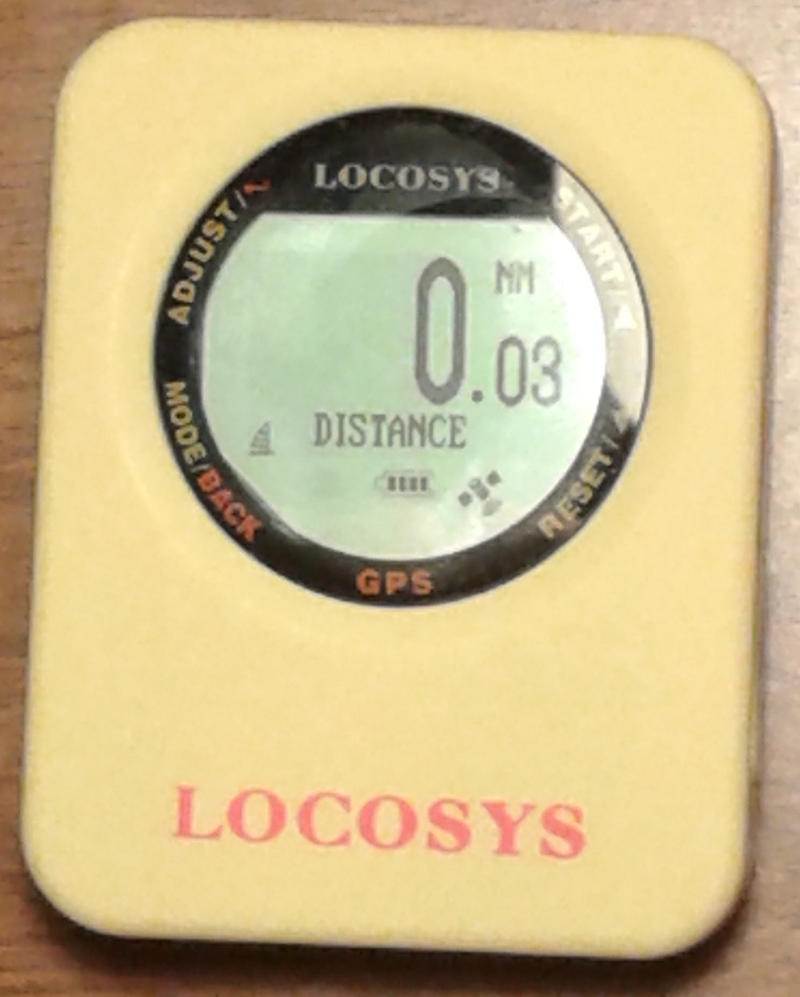 LOCOSYS
ADJUST/
START/
NM
0.03
DISTANCE
MODE/BACK
RESET/
GPS
LOCOSYS